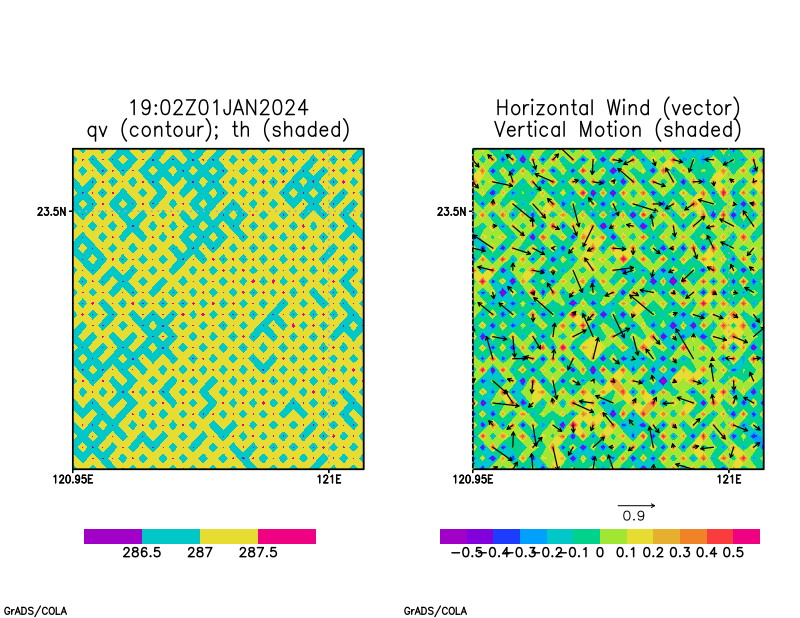 19:02Z01JAN2024
qv (contour); th (shaded)
23.5N
120.95E 121E
286.5 287 287.5
GrADS/COLA
Horizontal Wind (vector)
Vertical Motion (shaded)
23.5N
120.95E 121E
0.9
-0.5 -0.4 -0.3 -0.2 -0.1 0 0.1 0.2 0.3 0.4 0.5
GrADS/COLA